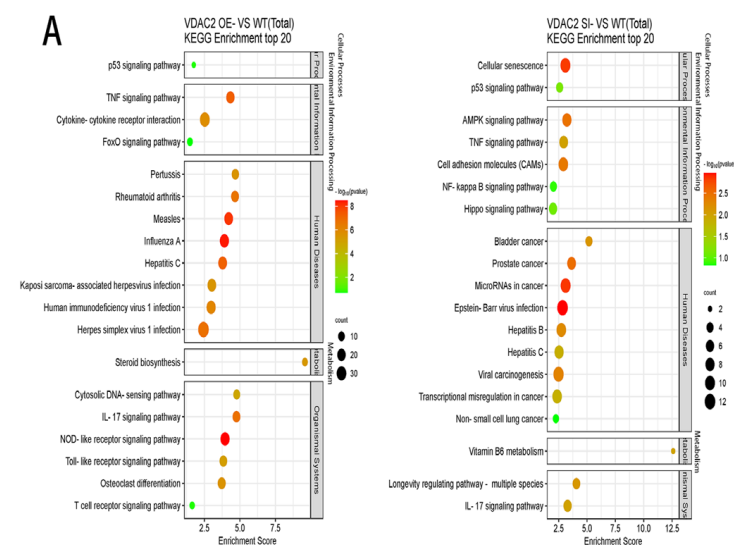 A
VDAC2 OE- VS WT(Total)
KEGG Enrichment top 20
p53 signaling pathway
TNF signaling pathway
Cytokine- cytokine receptor interaction
FoxO signaling pathway
Pertussis
Rheumatoid arthritis
Measles
Influenza A
Hepatitis C
Kaposi sarcoma- associated herpesvirus infection
Human immunodeficiency virus 1 infection
Herpes simplex virus 1 infection
Steroid biosynthesis
Cytosolic DNA- sensing pathway
IL- 17 signaling pathway
NOD- like receptor signaling pathway
Toll- like receptor signaling pathway
Osteoclast differentiation
T cell receptor signaling pathway
2.5 5.0 7.5
Enrichment Score
Human Diseases
Organismal Systems
Cellular Processes
Environmental Information Processing
Metabolism
- log10(pvalue)
8
6
4
2
count
10
20
30
VDAC2 SI- VS WT(Total)
KEGG Enrichment top 20
Cellular senescence
p53 signaling pathway
AMPK signaling pathway
TNF signaling pathway
Cell adhesion molecules (CAMs)
NF- kappa B signaling pathway
Hippo signaling pathway
Bladder cancer
Prostate cancer
MicroRNAs in cancer
Epstein- Barr virus infection
Hepatitis B
Hepatitis C
Viral carcinogenesis
Transcriptional misregulation in cancer
Non- small cell lung cancer
Vitamin B6 metabolism
Longevity regulating pathway - multiple species
IL- 17 signaling pathway
2.5 5.0 7.5 10.0 12.5
Enrichment Score
Human Diseases
Cellular Processes
Environmental Information Processing
Metabolism
- log10(pvalue)
2.5
2.0
1.5
1.0
count
2
4
6
8
10
12